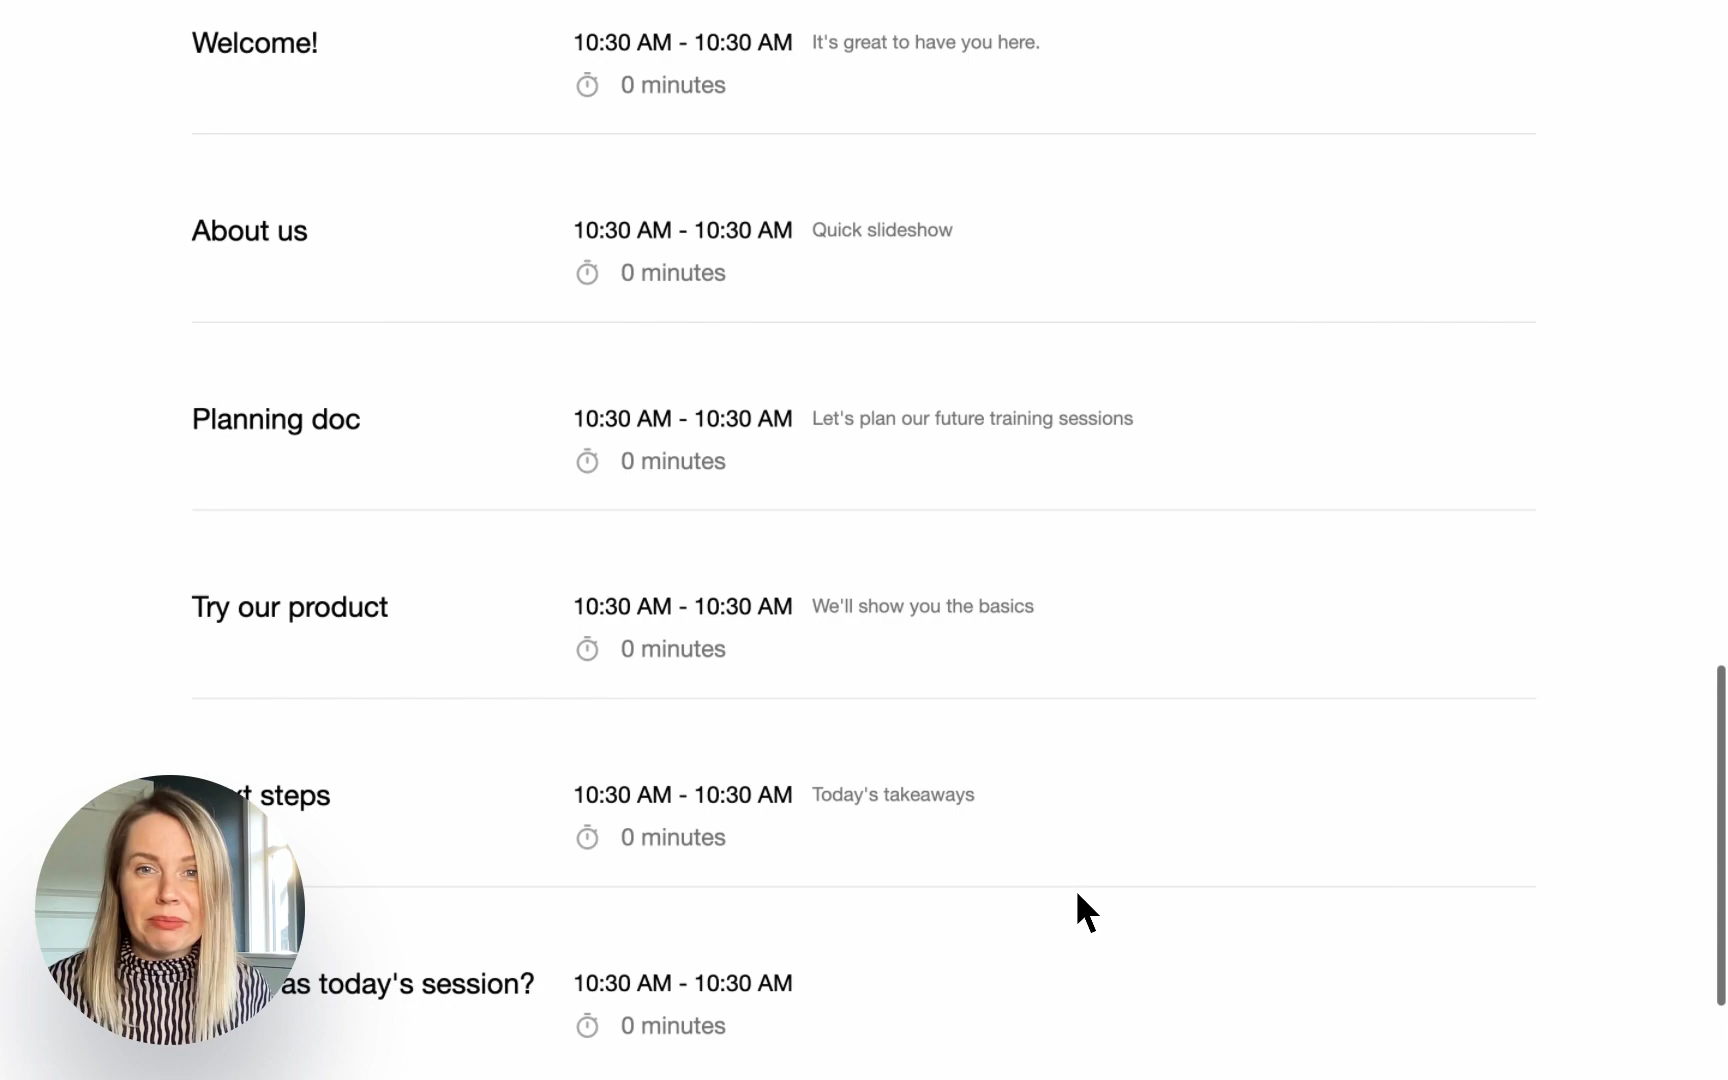 Welcome!
10:30 AM - 10:30 AM It's great to have you here.
0 minutes
About us
10:30 AM - 10:30 AM Quick slideshow
0 minutes
Planning doc
10:30 AM - 10:30 AM Let's plan our future training sessions
0 minutes
Try our product
10:30 AM - 10:30 AM We'll show you the basics
0 minutes
steps
10:30 AM - 10:30 AM Today's takeaways
0 minutes
today's session?
10:30 AM - 10:30 AM
0 minutes